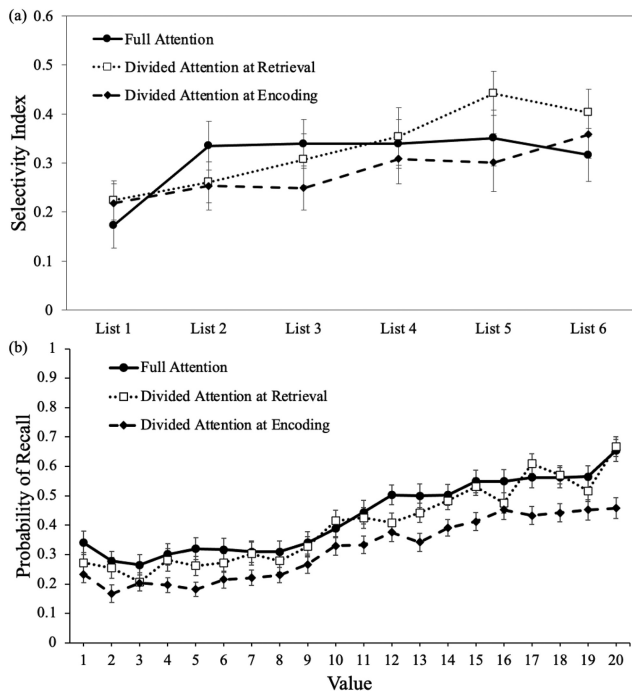 (a)
0.6
0.5
0.4
0.3
0.2
0.1
0
Selectivity Index
Full Attention
Divided Attention at Retrieval
Divided Attention at Encoding
List 1 List 2 List 3 List 4 List 5 List 6
(b)
1
0.9
0.8
0.7
0.6
0.5
0.4
0.3
0.2
0.1
0
Probability of Recall
Full Attention
Divided Attention at Retrieval
Divided Attention at Encoding
1 2 3 4 5 6 7 8 9 10 11 12 13 14 15 16 17 18 19 20
Value